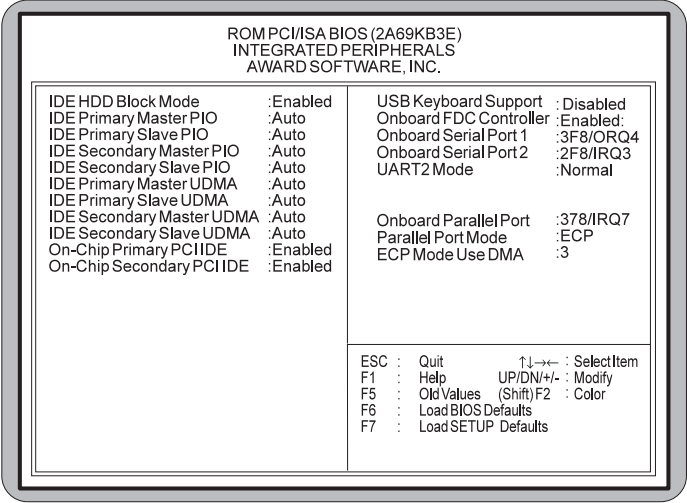 ROM PCI/ISA BIOS (2A69KB3E)
INTEGRATED PERIPHERALS
AWARD SOFTWARE, INC.
IDE HDD Block Mode :Enabled
IDE Primary Master PIO :Auto
IDE Primary Slave PIO :Auto
IDE Secondary Master PIO :Auto
IDE Secondary Slave PIO :Auto
IDE Primary Master UDMA :Auto
IDE Primary Slave UDMA :Auto
IDE Secondary Master UDMA :Auto
IDE Secondary Slave UDMA :Auto
On-Chip Primary PCI IDE :Enabled
On-Chip Secondary PCI IDE :Enabled
USB Keyboard Support : Disabled
Onboard FDC Controller :Enabled:
Onboard Serial Port 1 :3F8/ORQ4
Onboard Serial Port 2 :2F8/IRQ3
UART2 Mode :Normal
Onboard Parallel Port :378/IRQ7
Parallel Port Mode :ECP
ECP Mode Use DMA :3
ESC : Quit ↑↓→← : Select Item
F1 : Help UP/DN/+/- : Modify
F5 : Old Values (Shift) F2 : Color
F6 : Load BIOS Defaults
F7 : Load SETUP Defaults